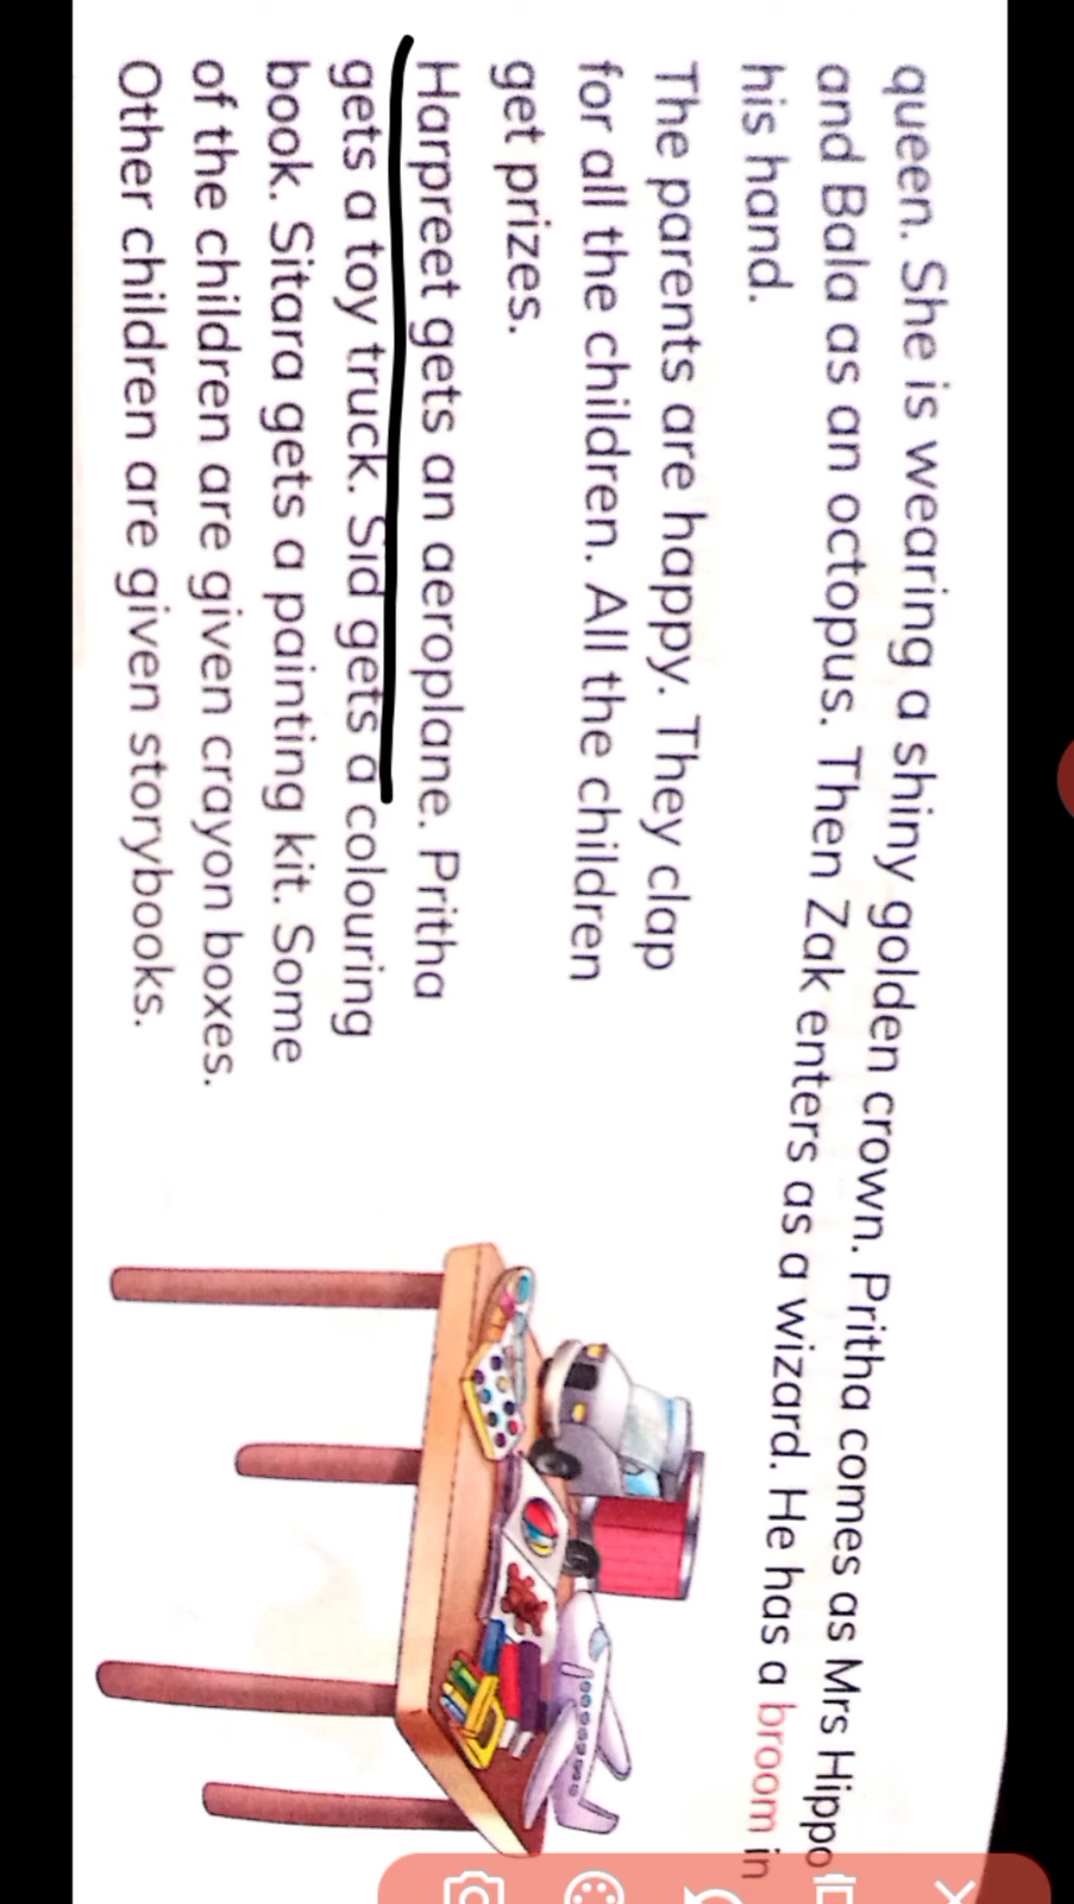 queen. She is wearing a shiny golden crown. Pritha comes as Mrs Hippo
and Bala as an octopus. Then Zak enters as a wizard. He has a broom in
his hand.
The parents are happy. They clap
for all the children. All the children
get prizes.
Harpreet gets an aeroplane. Pritha
gets a toy truck. Sid gets a colouring
book. Sitara gets a painting kit. Some
of the children are given crayon boxes.
Other children are given storybooks.